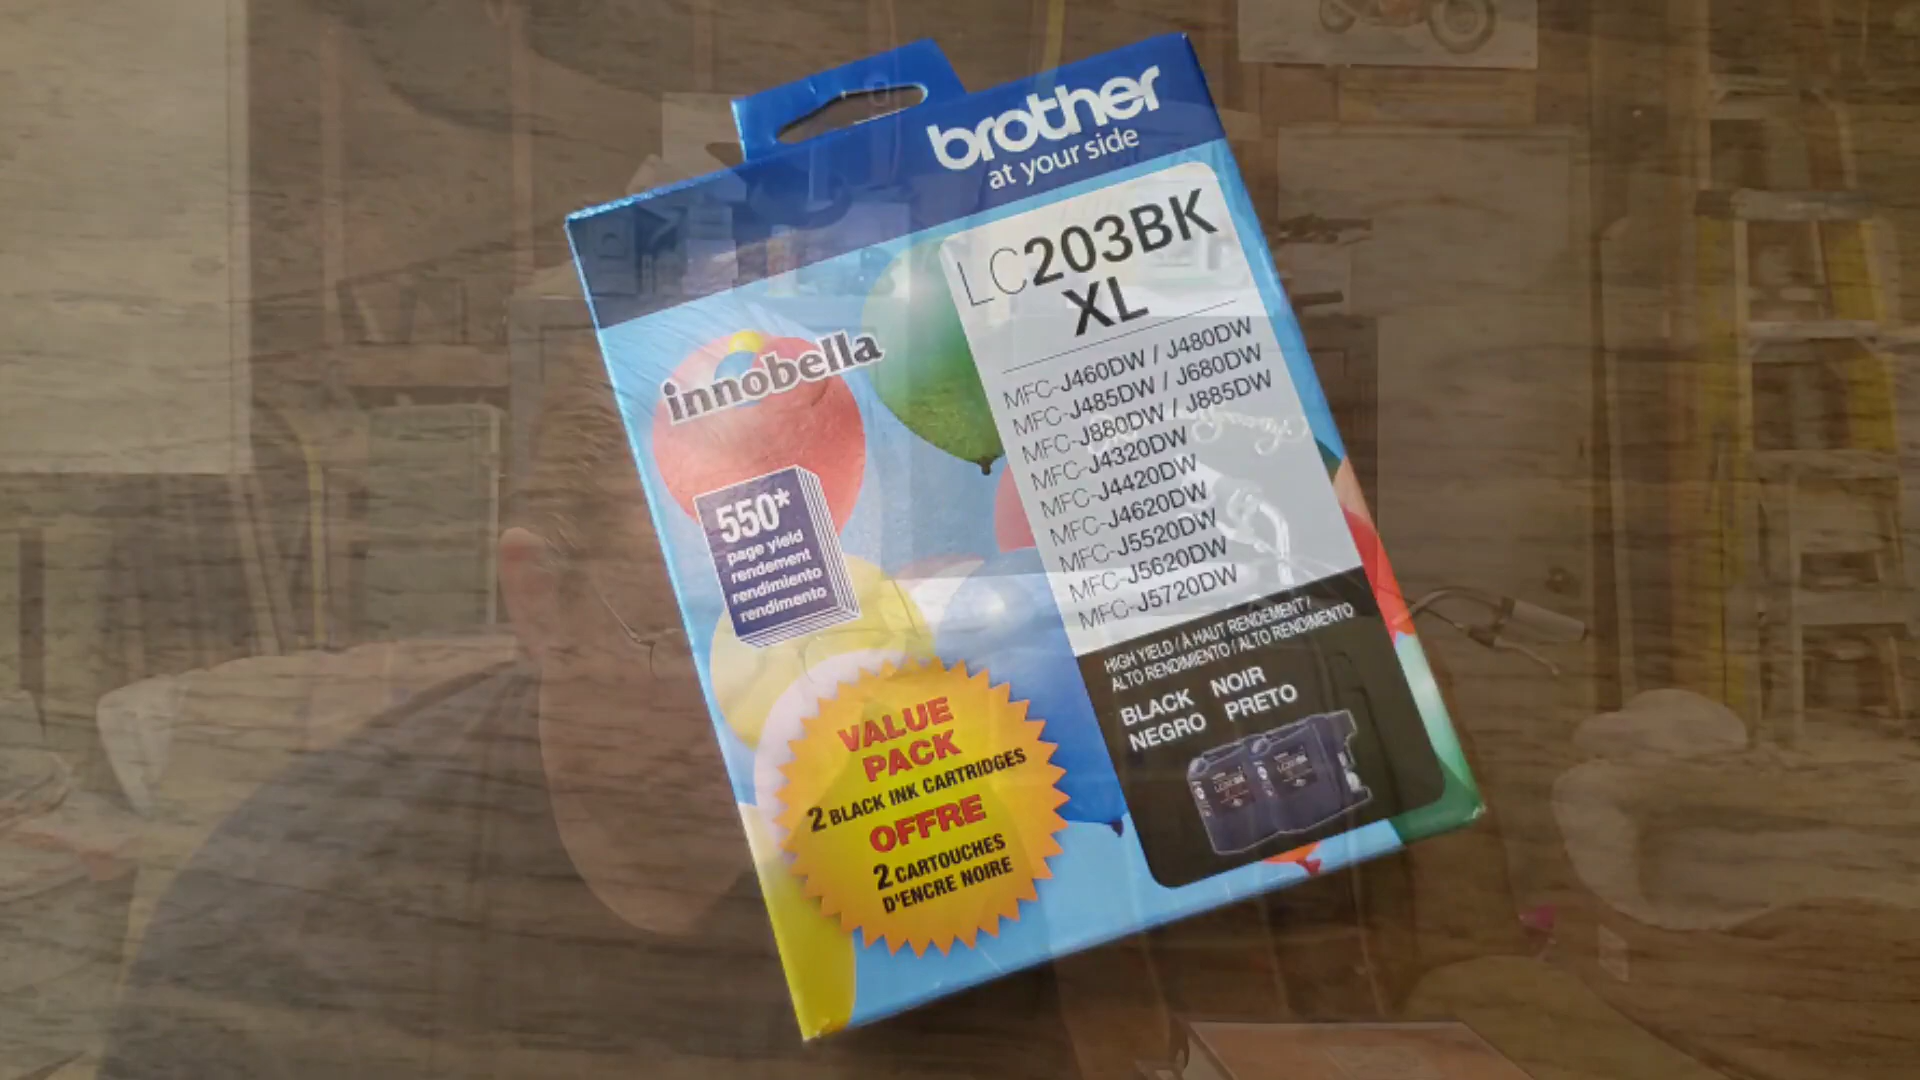 brother
at your side
LC203BK
XL
innobella
MFC-J460DW / J480DW
MFC-J485DW / J680DW
MFC-J880DW / J885DW
MFC-J4320DW
MFC-J4420DW
MFC-J4620DW
MFC-J5520DW
MFC-J5620DW
MFC-J5720DW
550*
page yield
rendement
rendimiento
rendimento
HIGH YIELD / À HAUT RENDEMENT /
ALTO RENDIMIENTO / ALTO RENDIMENTO
BLACK NOIR
NEGRO PRETO
VALUE
PACK
2 BLACK INK CARTRIDGES
OFFRE
2 CARTOUCHES
D'ENCRE NOIRE